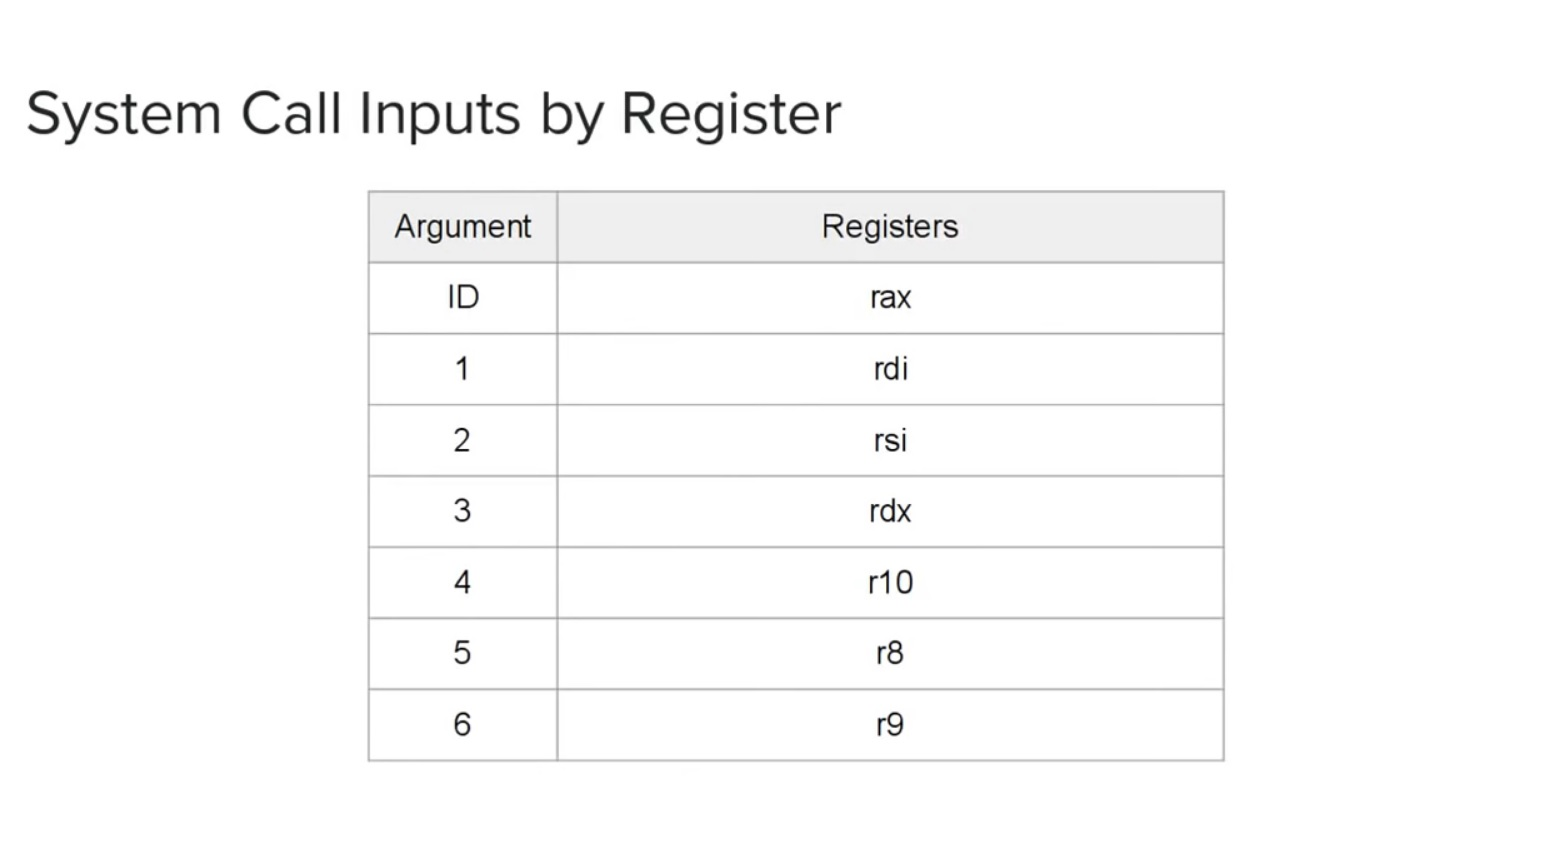 System Call Inputs by Register
Argument Registers
ID rax
1 rdi
2 rsi
3 rdx
4 r10
5 r8
6 r9